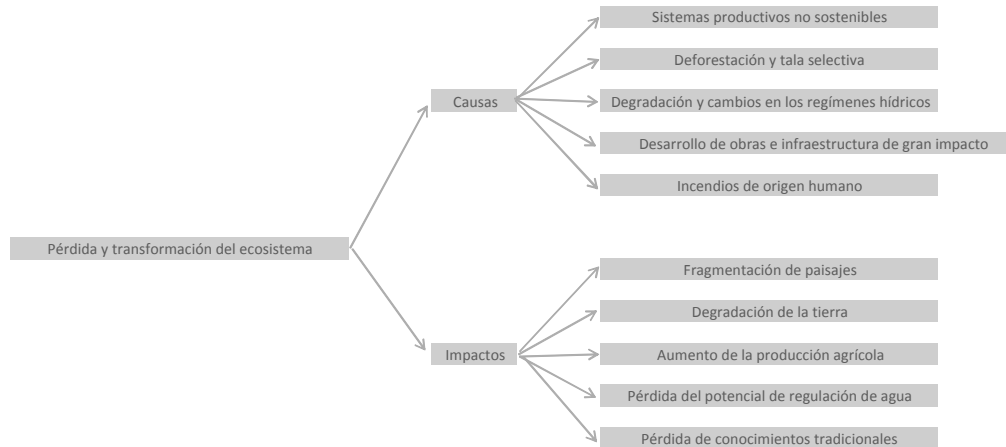 Sistemas productivos no sostenibles
Deforestación y tala selectiva
Causas
Degradación y cambios en los regímenes hídricos
Desarrollo de obras e infraestructura de gran impacto
Incendios de origen humano
Pérdida y transformación del ecosistema
Fragmentación de paisajes
Degradación de la tierra
Impactos
Aumento de la producción agrícola
Pérdida del potencial de regulación de agua
Pérdida de conocimientos tradicionales